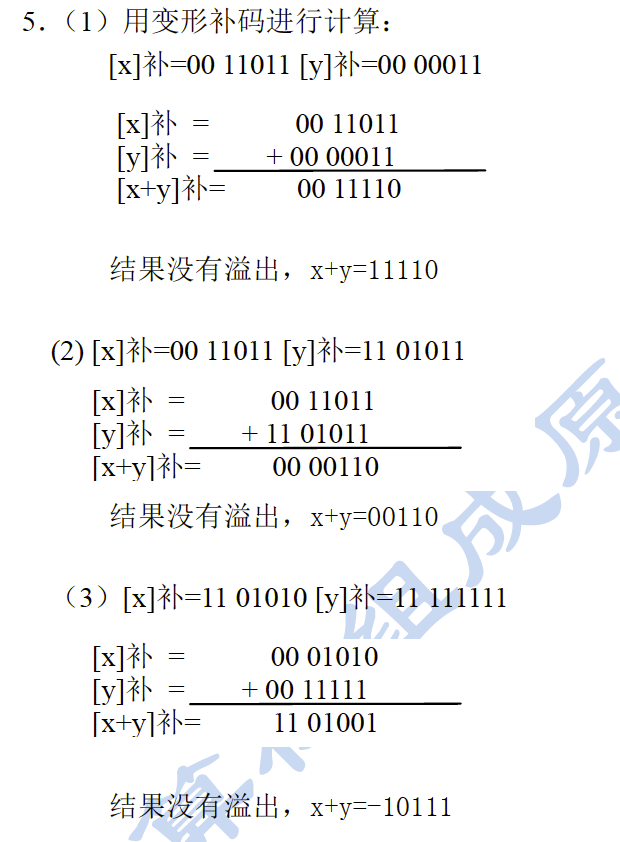 5.（1）用变形补码进行计算:
[x]补=00 11011 [y]补=00 00011
[x]补 = 00 11011
[y]补 = + 00 00011
[x+y]补= 00 11110
结果没有溢出，x+y=11110
(2) [x]补=00 11011 [y]补=11 01011
[x]补 = 00 11011
[y]补 = + 11 01011
[x+y]补= 00 00110
结果没有溢出，x+y=00110
（3）[x]补=11 01010 [y]补=11 111111
[x]补 = 00 01010
[y]补 = + 00 11111
[x+y]补= 11 01001
结果没有溢出，x+y=-10111
算 组成原